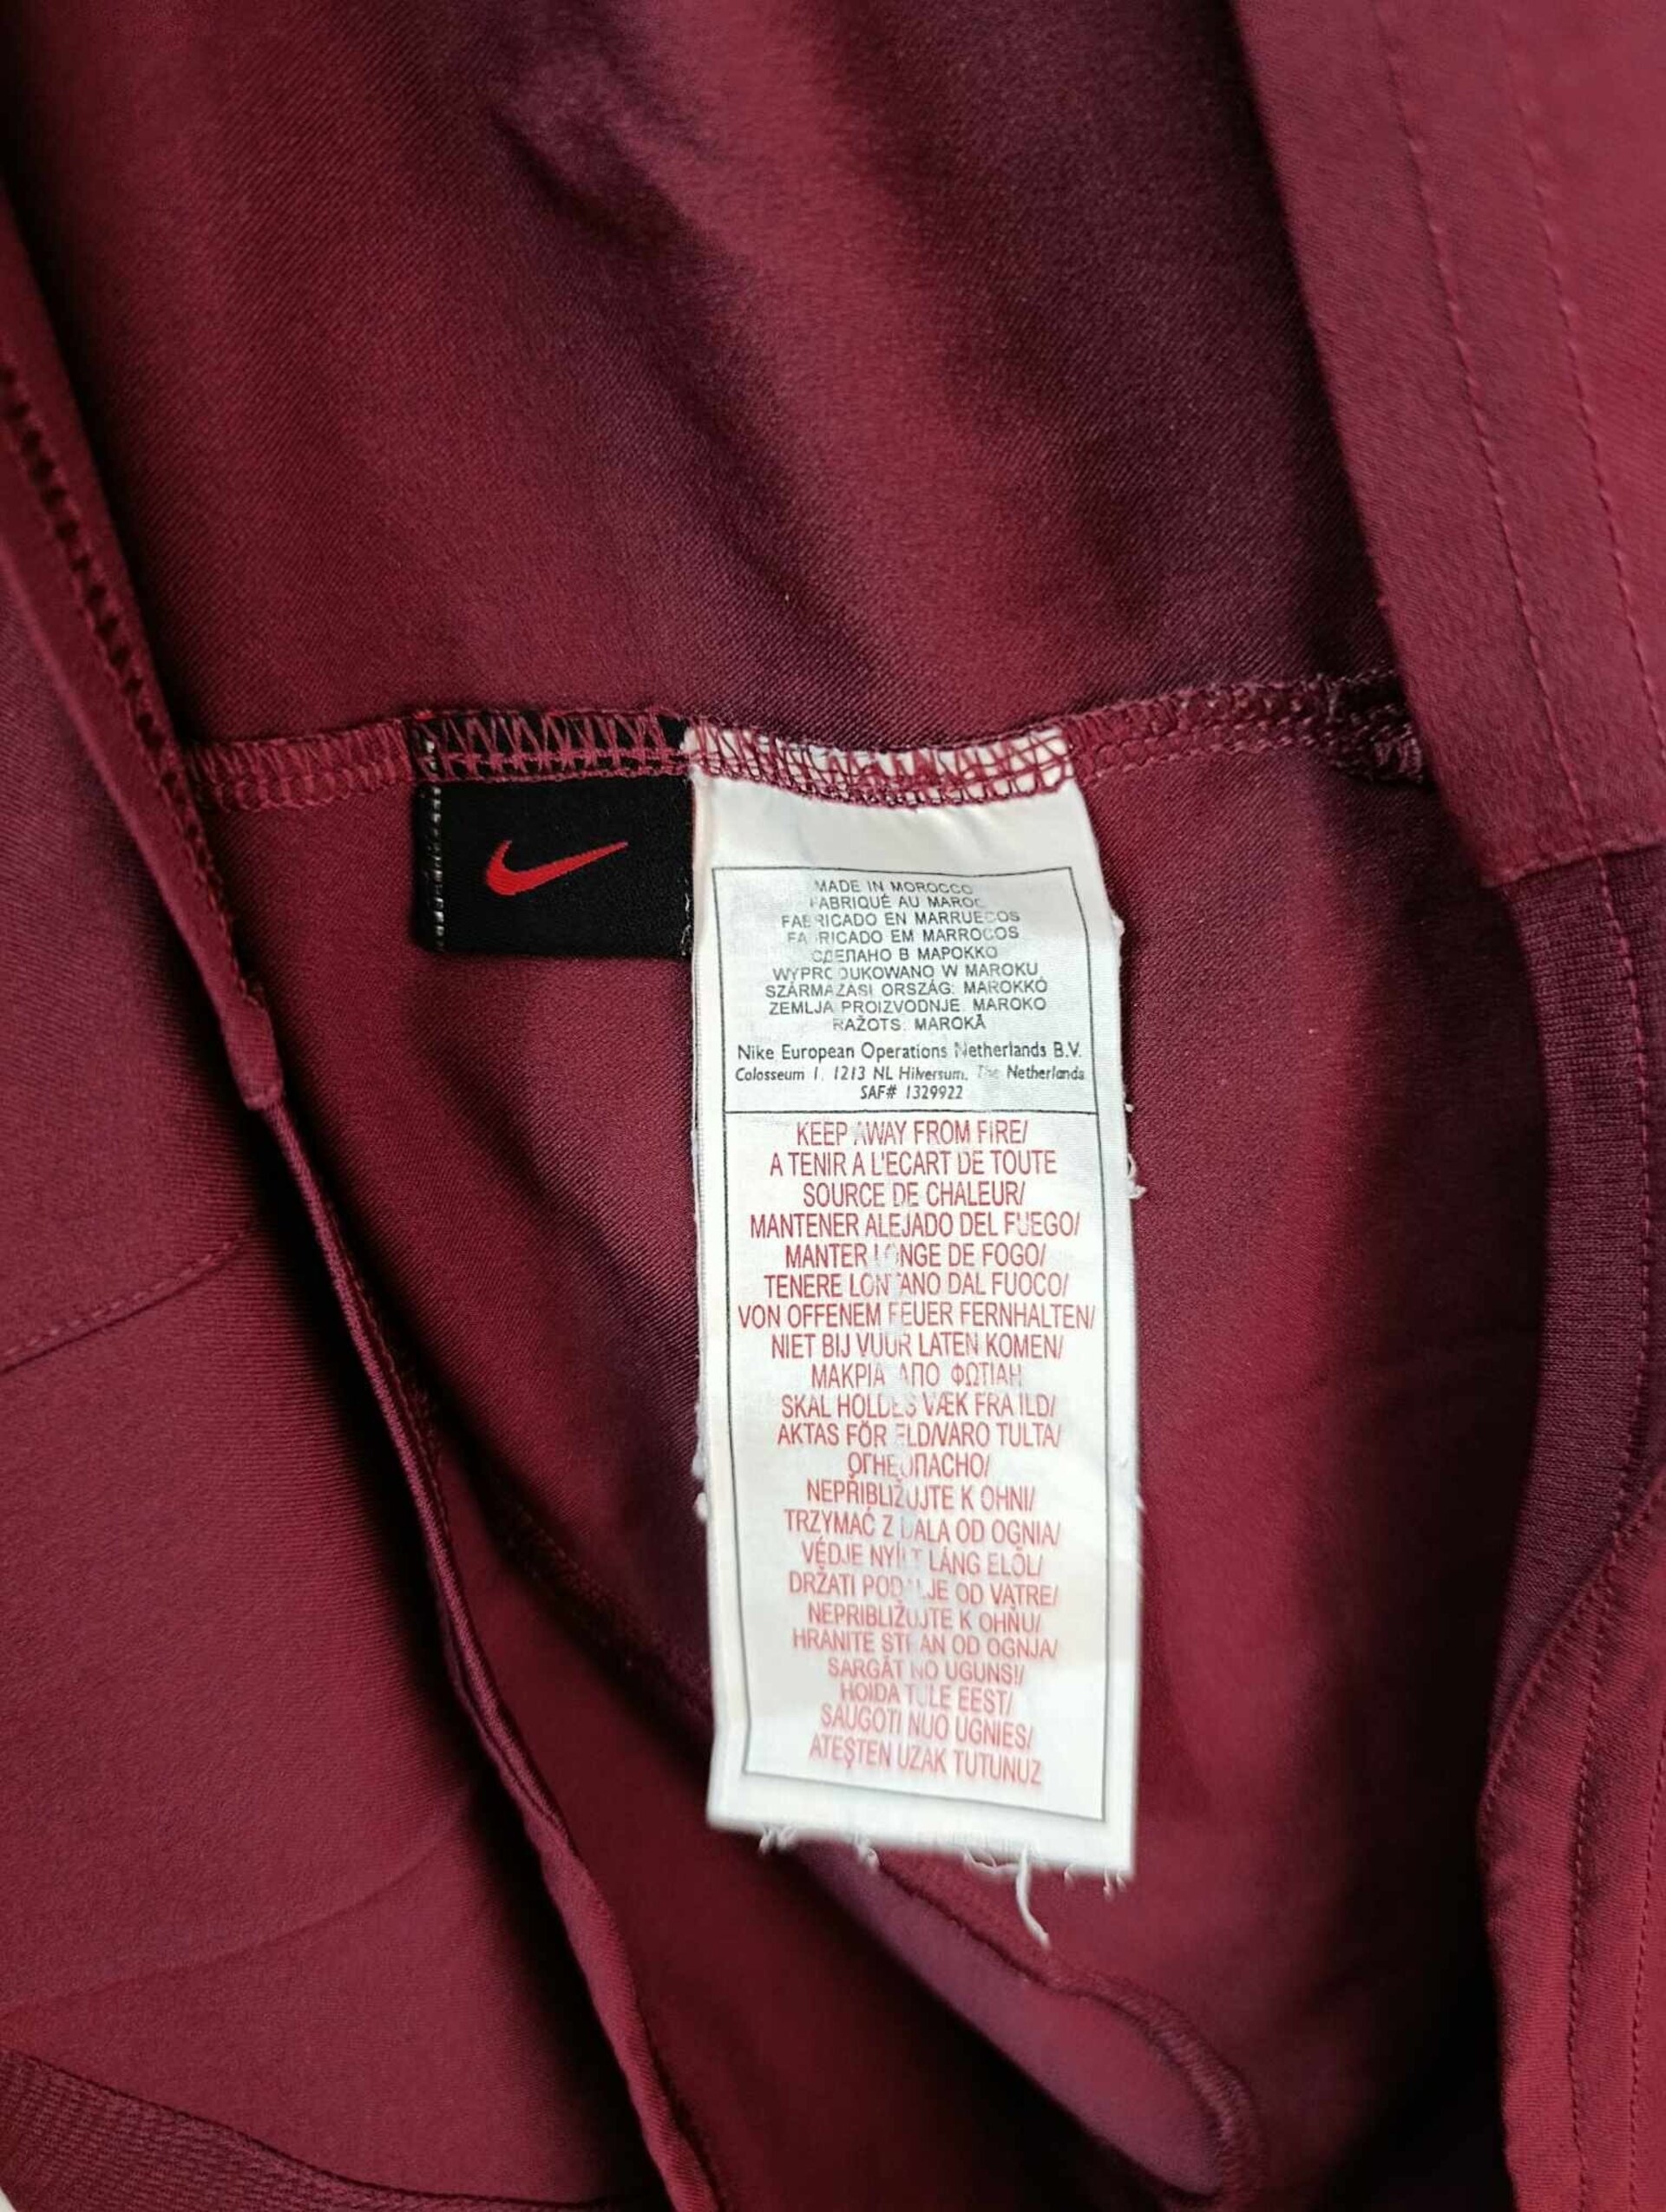 MADE IN MOROCCO
FABRIQUÉ AU MAROC
FABRICADO EN MARRUECOS
FABRICADO EM MARROCOS
СДЕЛАНО В МАРОККО
WYPRODUKOWANO W MAROKU
SZÁRMAZASI ORSZÁG: MAROKKÓ
ZEMLJA PROIZVODNJE: MAROKO
RAŽOTS: MAROKĀ
Nike European Operations Netherlands B.V.
Colosseum 1, 1213 NL Hilversum, The Netherlands
SAF# 1329922
KEEP AWAY FROM FIRE/
A TENIR A L'ECART DE TOUTE
SOURCE DE CHALEUR/
MANTENER ALEJADO DEL FUEGO/
MANTER LONGE DE FOGO/
TENERE LONTANO DAL FUOCO/
VON OFFENEM FEUER FERNHALTEN/
NIET BIJ VUUR LATEN KOMEN/
ΜΑΚΡΙΑ ΑΠΟ ΦΩΤΙΑΗ
SKAL HOLDES VÆK FRA ILD/
AKTAS FÖR ELD/VARO TULTA/
ОГНЕОПАСНО/
NEPŘIBLIŽUJTE K OHNI/
TRZYMAĆ Z DALA OD OGNIA/
VÉDJE NYÍLT LÁNG ELŐL/
DRŽATI PODALJE OD VATRE/
NEPRIBLIŽUJTE K OHŇU/
HRANITE STRAN OD OGNJA/
SARGĀT NO UGUNS!/
HOIDA TULE EEST/
SAUGOTI NUO UGNIES/
ATEŞTEN UZAK TUTUNUZ